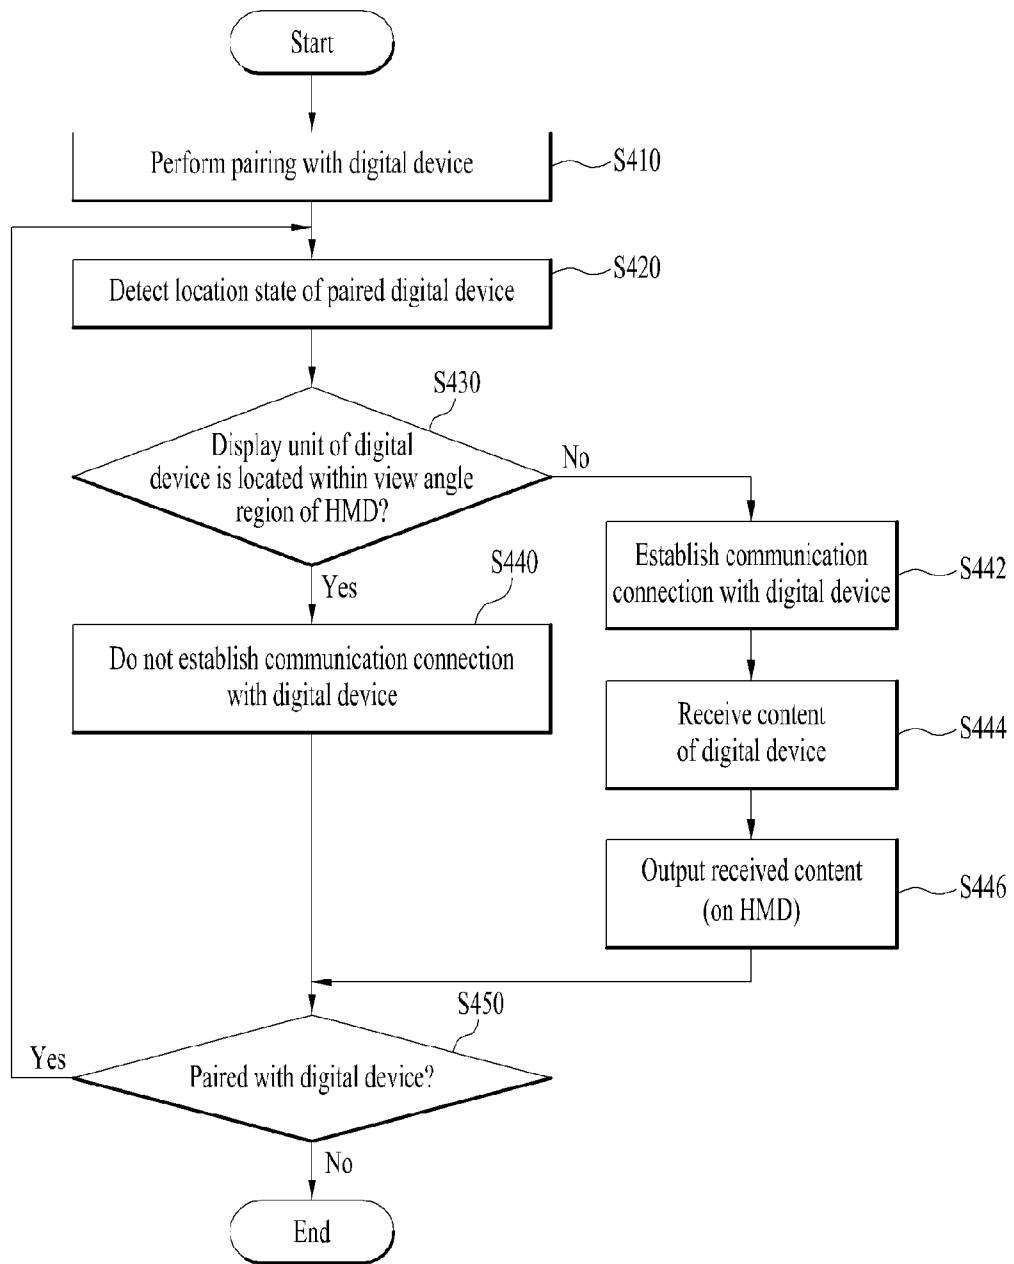 Start
Perform pairing with digital device
S410
Detect location state of paired digital device
S420
S430
Display unit of digital
device is located within view angle
region of HMD?
No
Yes
S440
Do not establish communication connection
with digital device
Establish communication
connection with digital device
S442
Receive content
of digital device
S444
Output received content
(on HMD)
S446
S450
Paired with digital device?
Yes
No
End